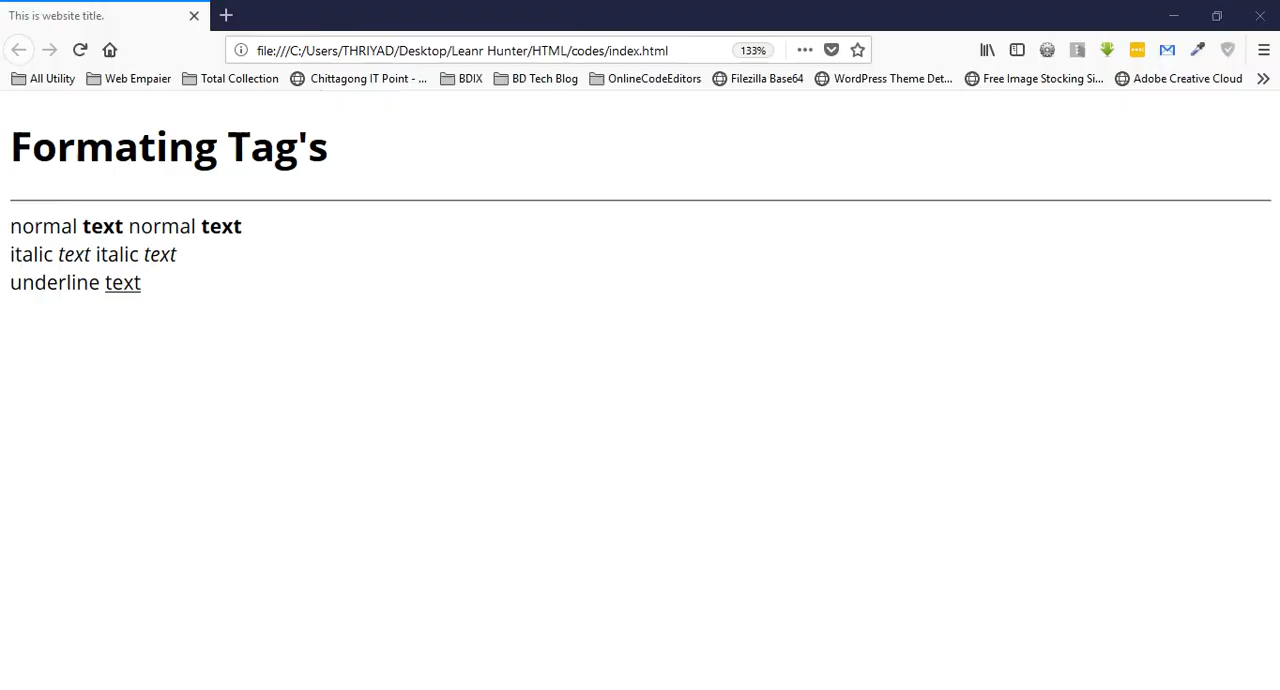 This is website title.
file:///C:/Users/THRIYAD/Desktop/Leanr Hunter/HTML/codes/index.html 133%
All Utility Web Empaier Total Collection Chittagong IT Point - ... BDIX BD Tech Blog OnlineCodeEditors Filezilla Base64 WordPress Theme Det... Free Image Stocking Si... Adobe Creative Cloud
Formating Tag's
normal text normal text
italic text italic text
underline text